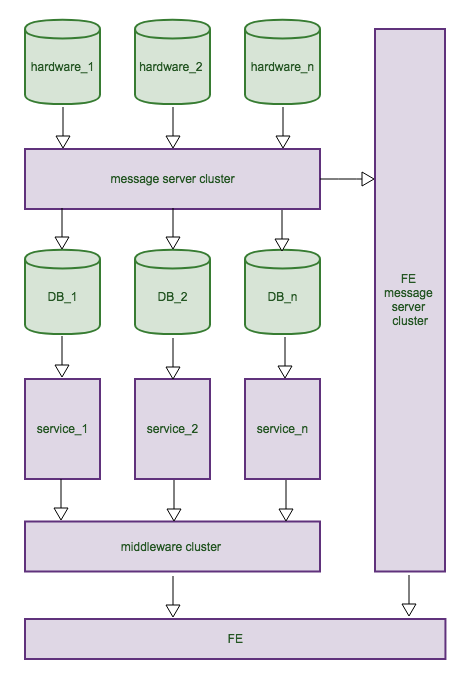 hardware_1
hardware_2
hardware_n
message server cluster
DB_1
DB_2
DB_n
FE
message
server
cluster
service_1
service_2
service_n
middleware cluster
FE